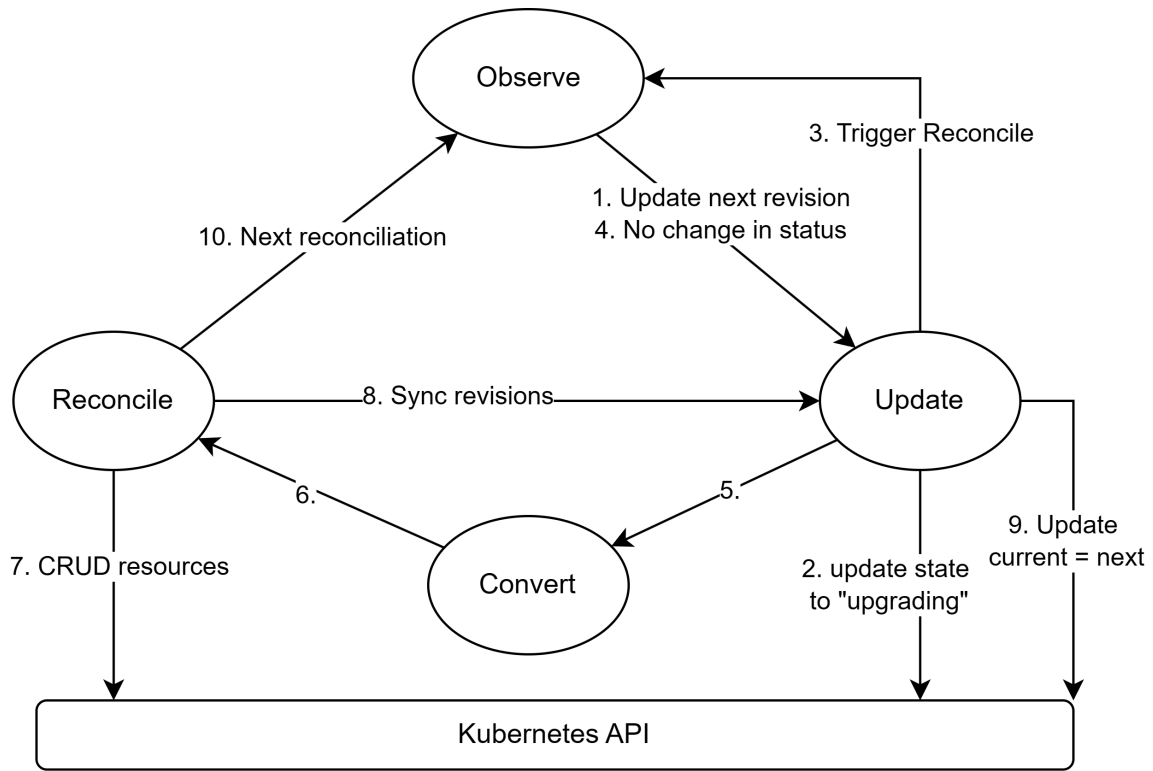 Observe
3. Trigger Reconcile
1. Update next revision
4. No change in status
10. Next reconciliation
Reconcile
8. Sync revisions
Update
6.
5.
9. Update
current = next
7. CRUD resources
Convert
2. update state
to "upgrading"
Kubernetes API